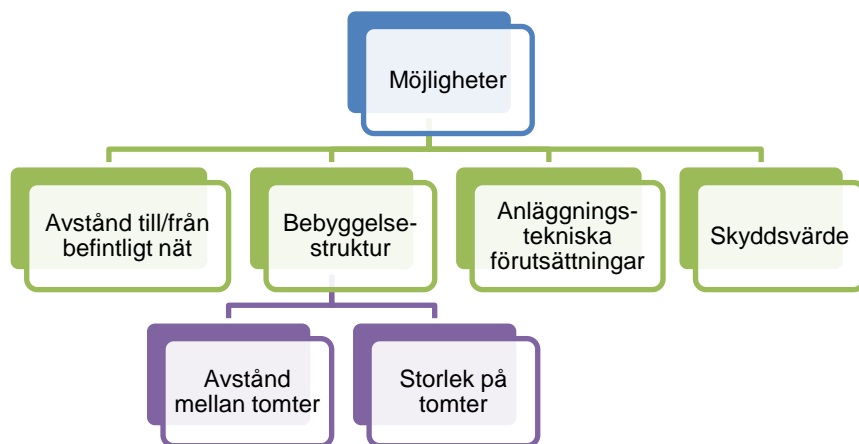 Möjligheter
Avstånd till/från
befintligt nät
Bebyggelse-
struktur
Anläggnings-
tekniska
förutsättningar
Skyddsvärde
Avstånd
mellan tomter
Storlek på
tomter